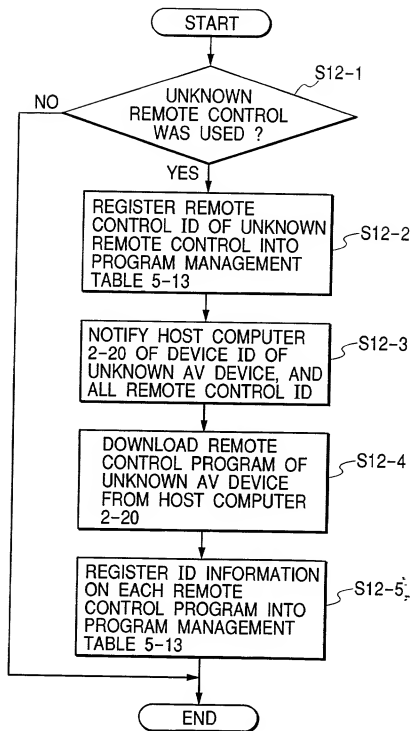 START
S12-1
UNKNOWN
REMOTE CONTROL
WAS USED ?
NO
YES
REGISTER REMOTE
CONTROL ID OF UNKNOWN
REMOTE CONTROL INTO
PROGRAM MANAGEMENT
TABLE 5-13
S12-2
NOTIFY HOST COMPUTER
2-20 OF DEVICE ID OF
UNKNOWN AV DEVICE, AND
ALL REMOTE CONTROL ID
S12-3
DOWNLOAD REMOTE
CONTROL PROGRAM OF
UNKNOWN AV DEVICE
FROM HOST COMPUTER
2-20
S12-4
REGISTER ID INFORMATION
ON EACH REMOTE
CONTROL PROGRAM INTO
PROGRAM MANAGEMENT
TABLE 5-13
S12-5
END